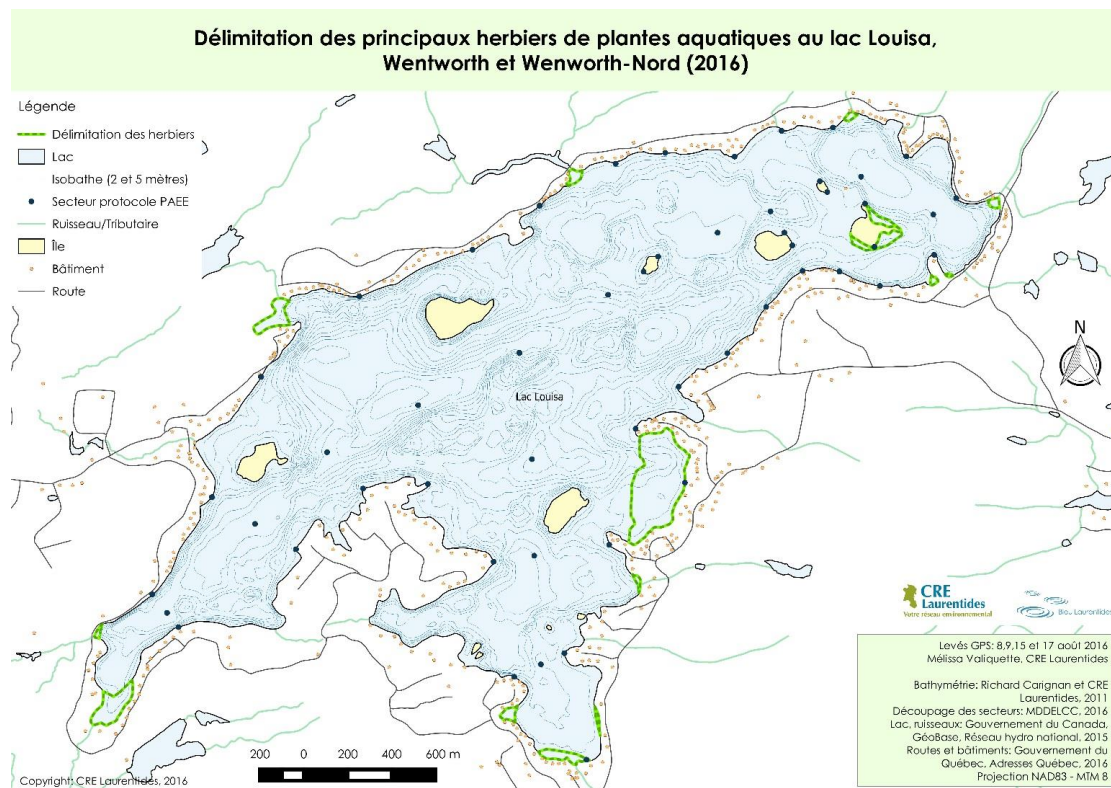 Délimitation des principaux herbiers de plantes aquatiques au lac Louisa,
Wentworth et Wenworth-Nord (2016)
Légende
Délimitation des herbiers
Lac
Isobathe (2 et 5 mètres)
Secteur protocole PAEE
Ruisseau/Tributaire
Île
Bâtiment
Route
N
Lac Louisa
CRE
Laurentides
Votre réseau environnemental
Bleu Laurentides
Levés GPS: 8,9,15 et 17 août 2016
Mélissa Valiquette, CRE Laurentides
Bathymétrie: Richard Carignan et CRE
Laurentides, 2011
Découpage des secteurs: MDDELCC, 2016
Lac, ruisseaux: Gouvernement du Canada,
GéoBase, Réseau hydro national, 2015
Routes et bâtiments: Gouvernement du
Québec, Adresses Québec, 2016
Projection NAD83 - MTM 8
200 0 200 400 600 m
Copyright: CRE Laurentides, 2016